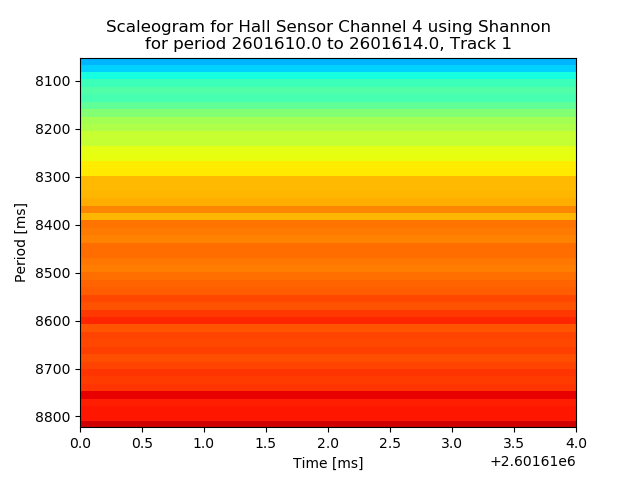 Scaleogram for Hall Sensor Channel 4 using Shannon
for period 2601610.0 to 2601614.0, Track 1
Period [ms]
8100
8200
8300
8400
8500
8600
8700
8800
0.0 0.5 1.0 1.5 2.0 2.5 3.0 3.5 4.0
Time [ms]
+2.60161e6